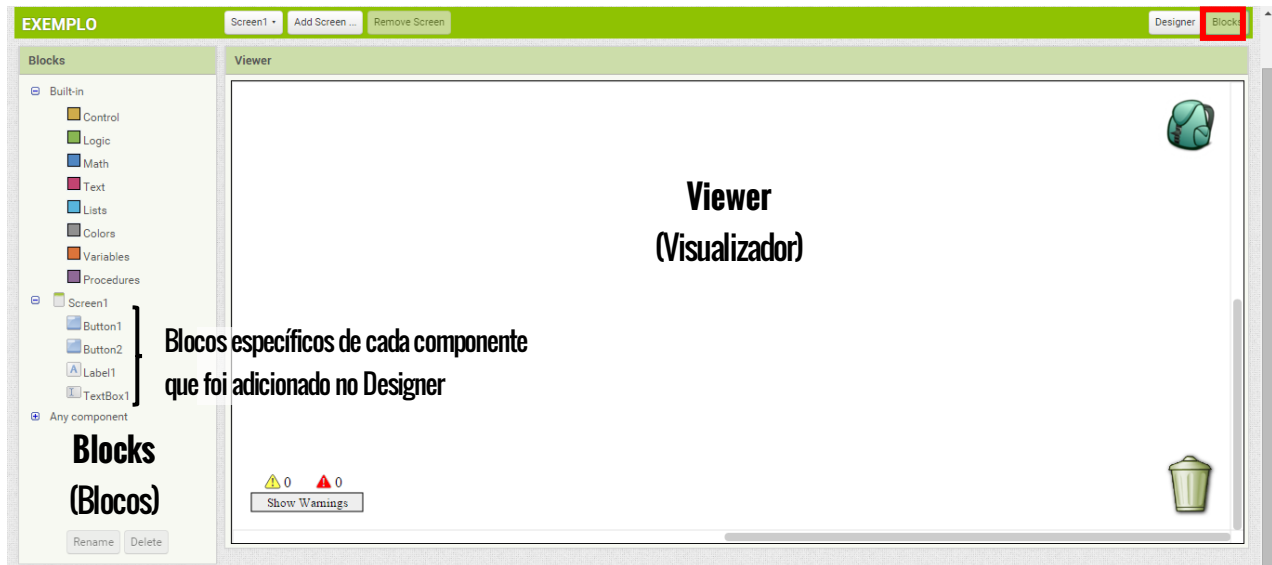 EXEMPLO
Screen1
Add Screen ...
Remove Screen
Designer
Blocks
Blocks
Viewer
Built-in
Control
Logic
Math
Text
Lists
Colors
Variables
Procedures
Screen1
Button1
Button2
Label1
TextBox1
Any component
Blocos específicos de cada componente
que foi adicionado no Designer
Viewer
(Visualizador)
Blocks
(Blocos)
0 0
Show Warnings
Rename
Delete